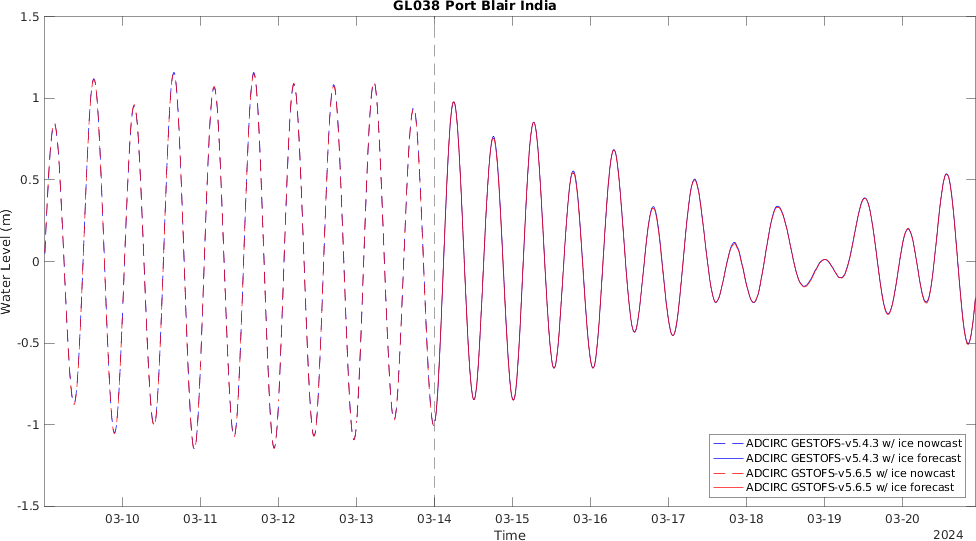 GL038 Port Blair India
1.5
1
0.5
0
-0.5
-1
-1.5
Water Level (m)
03-10 03-11 03-12 03-13 03-14 03-15 03-16 03-17 03-18 03-19 03-20
Time
2024
ADCIRC GESTOFS-v5.4.3 w/ ice nowcast
ADCIRC GESTOFS-v5.4.3 w/ ice forecast
ADCIRC GSTOFS-v5.6.5 w/ ice nowcast
ADCIRC GSTOFS-v5.6.5 w/ ice forecast